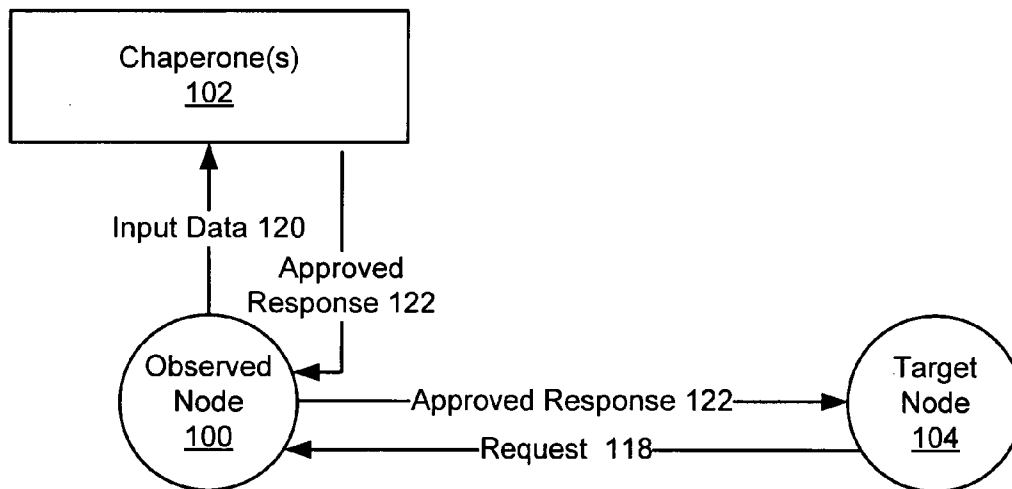 Chaperone(s)
102
Input Data 120
Approved
Response 122
Observed
Node
100
Approved Response 122
Request 118
Target
Node
104